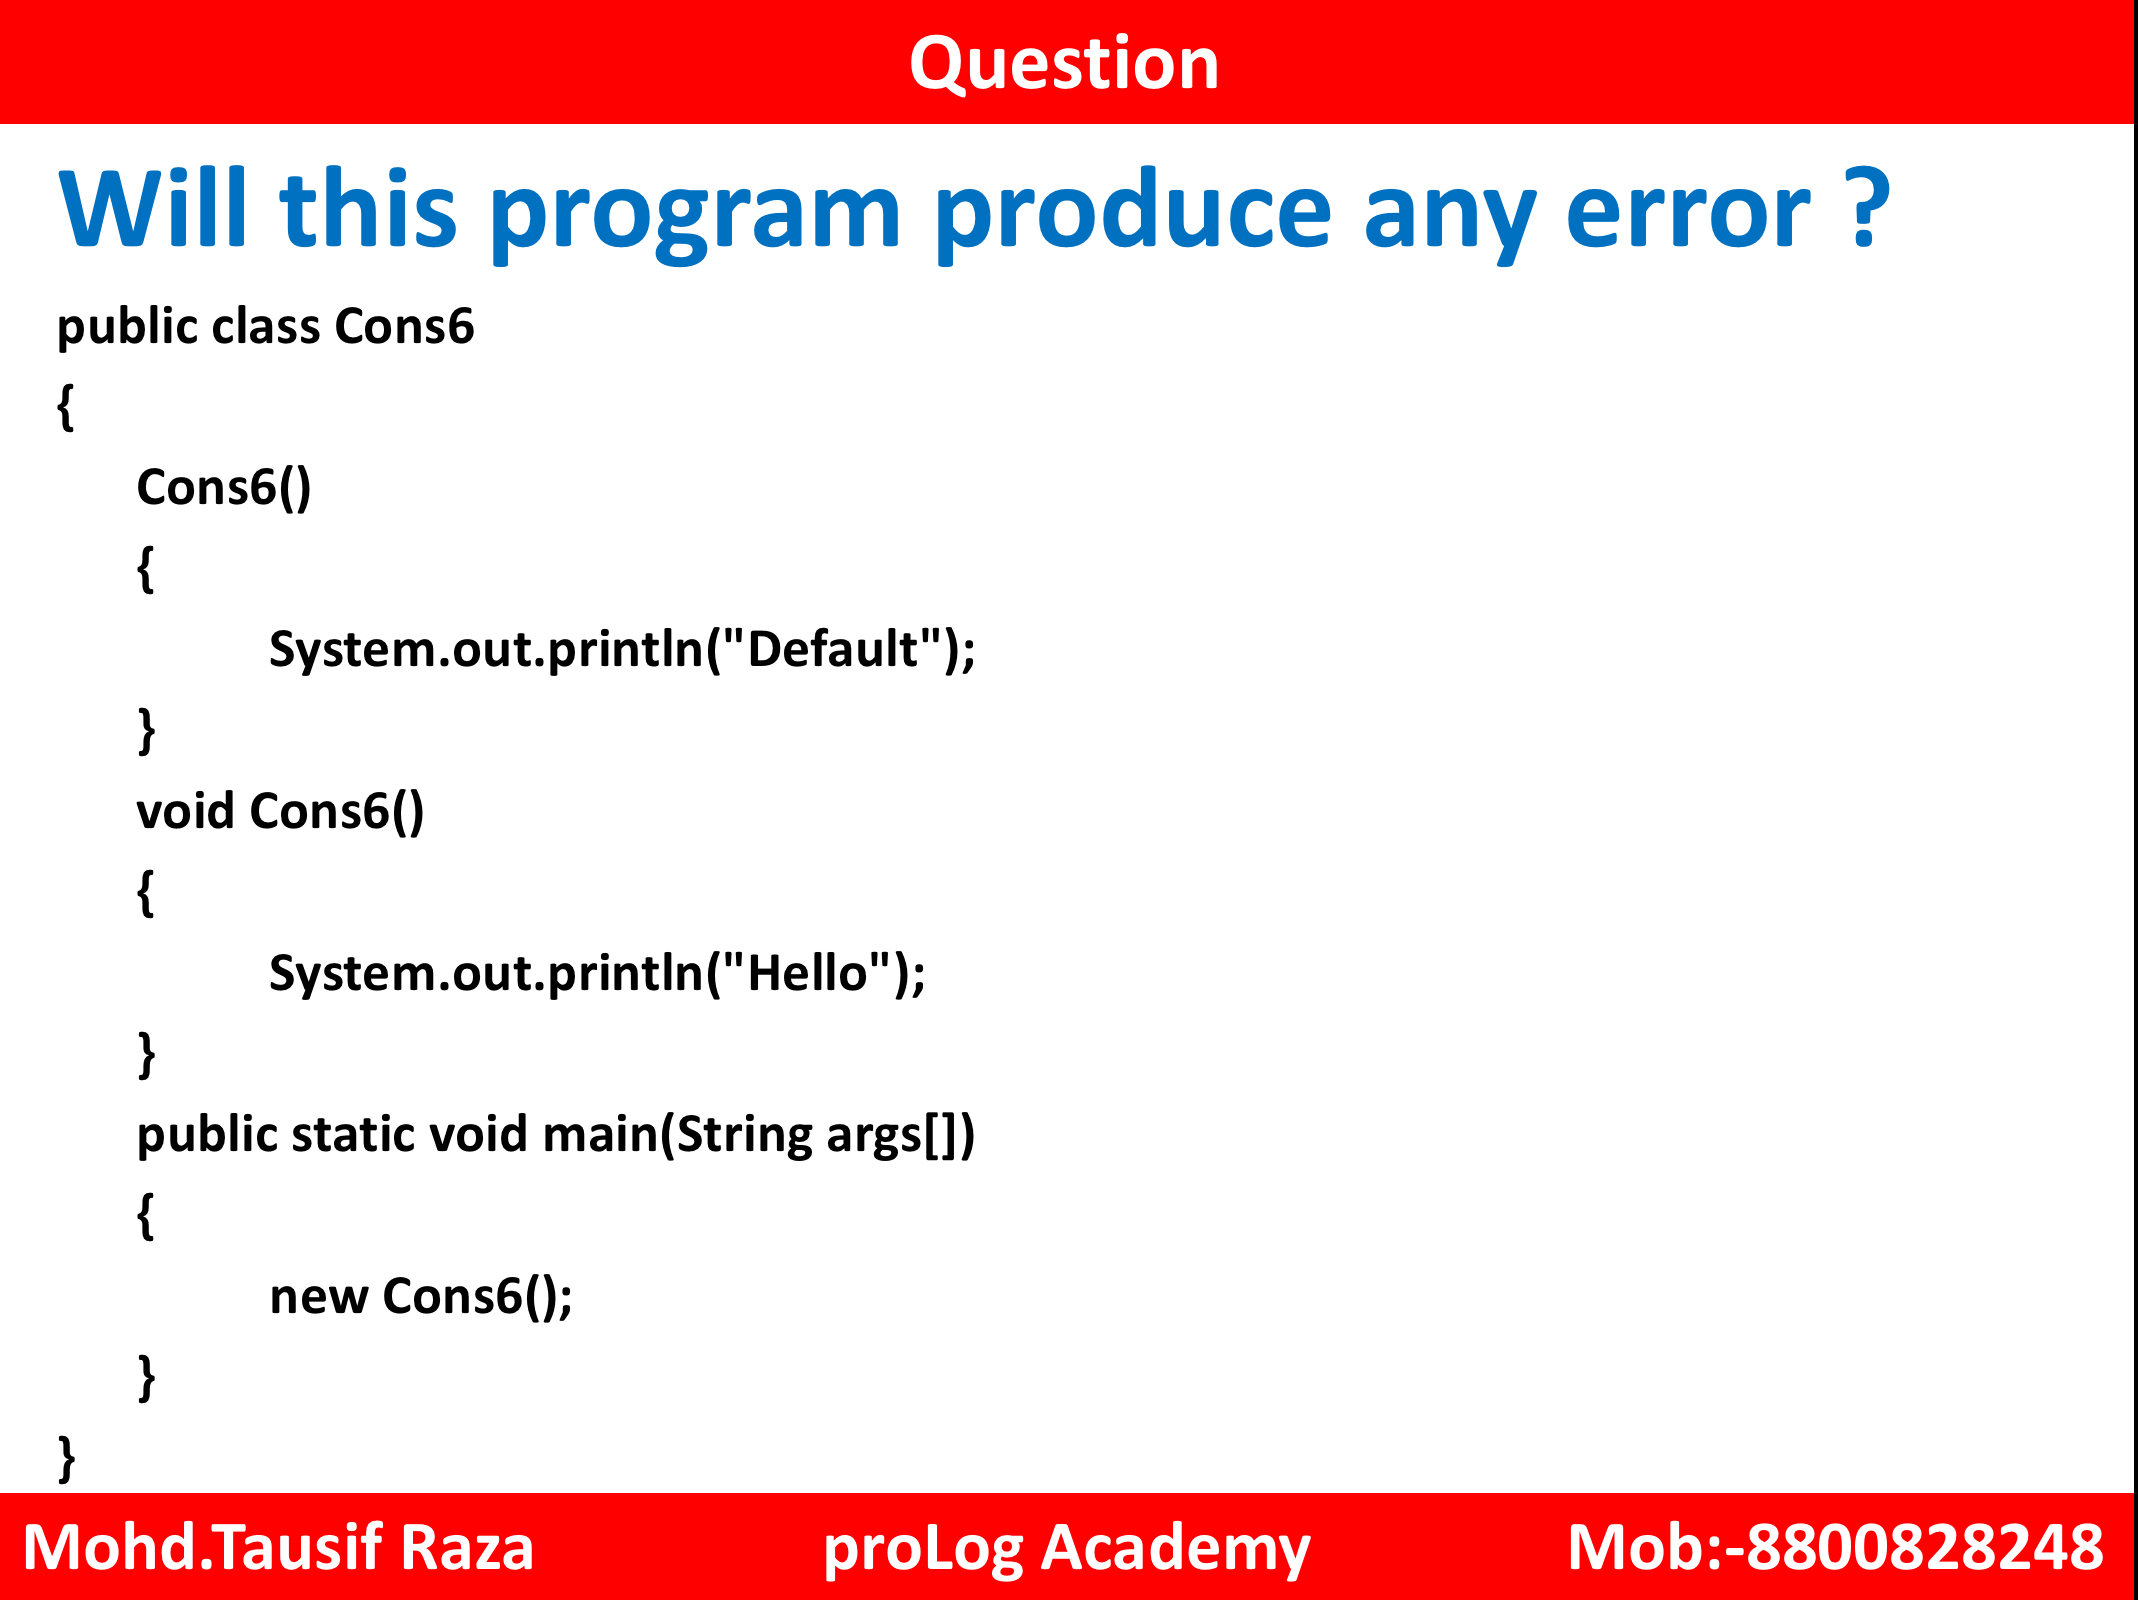 Question
Will this program produce any error ?
public class Cons6
{
Cons6()
{
System.out.println("Default");
}
void Cons6()
{
System.out.println("Hello");
}
public static void main(String args[])
{
new Cons6();
}
}
Mohd.Tausif Raza proLog Academy Mob:-8800828248